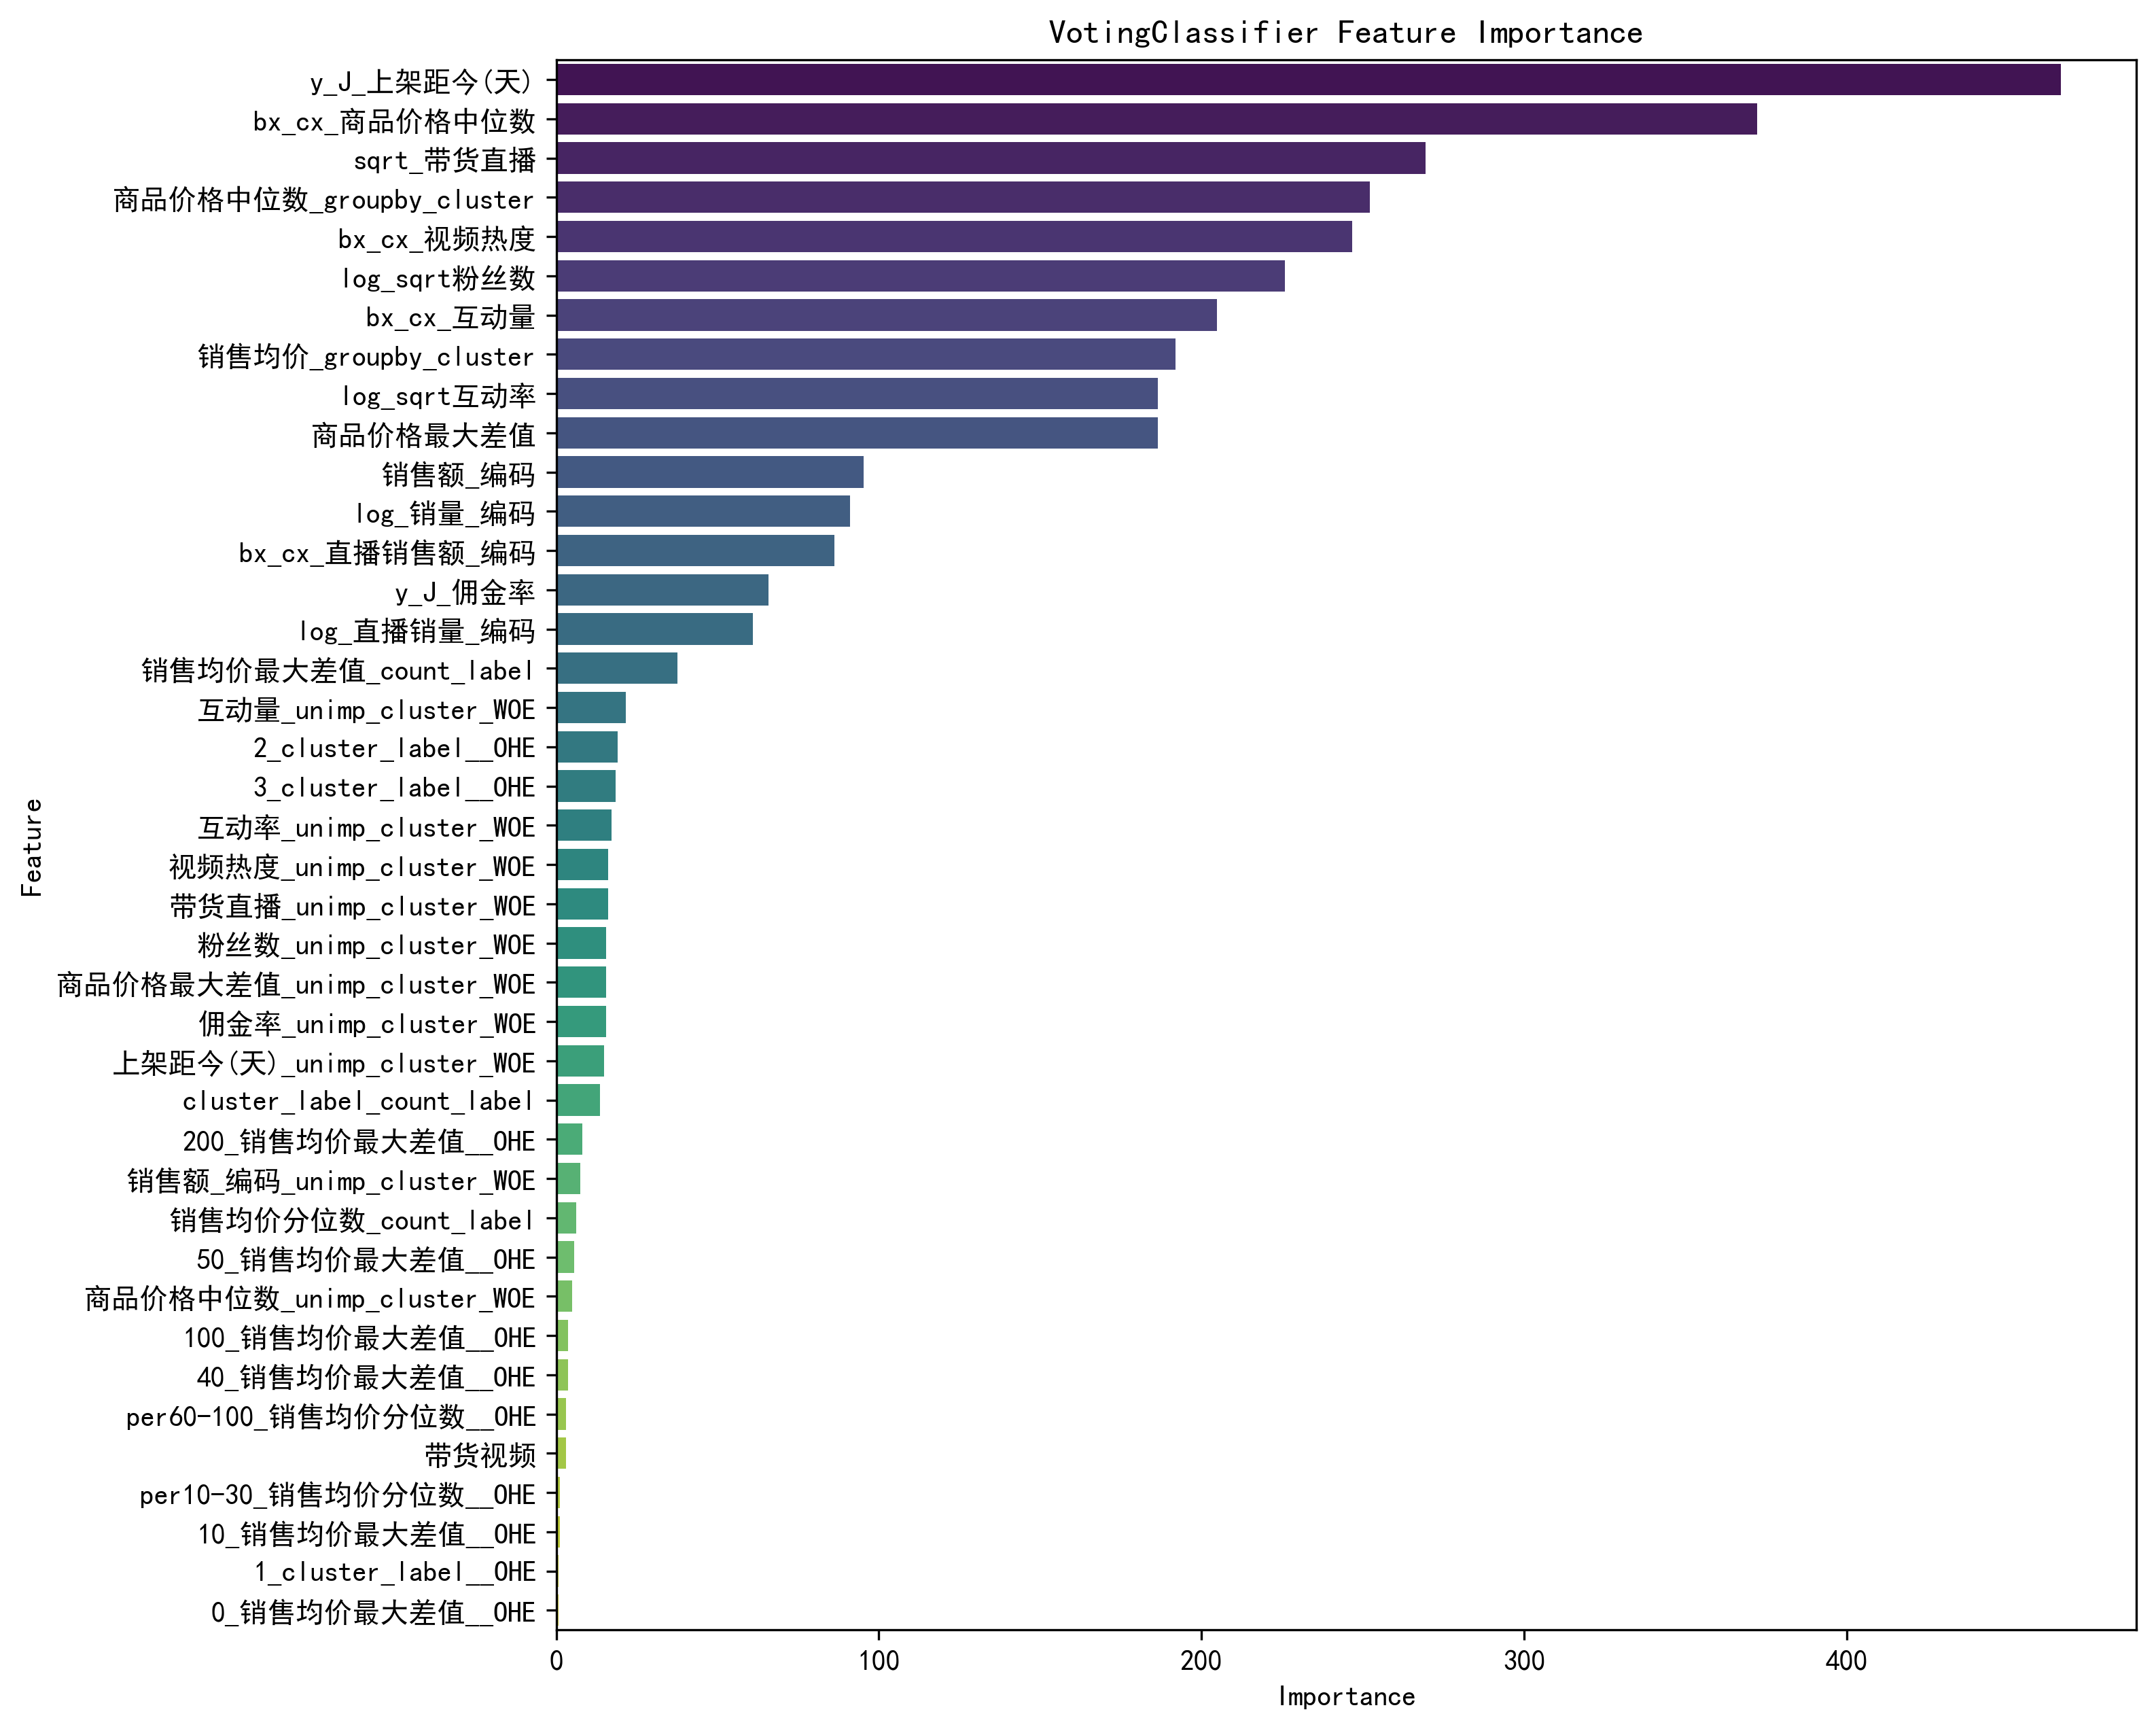 VotingClassifier Feature Importance
y_J_上架距今(天)
bx_cx_商品价格中位数
sqrt_带货直播
商品价格中位数_groupby_cluster
bx_cx_视频热度
log_sqrt粉丝数
bx_cx_互动量
销售均价_groupby_cluster
log_sqrt互动率
商品价格最大差值
销售额_编码
log_销量_编码
bx_cx_直播销售额_编码
y_J_佣金率
log_直播销量_编码
销售均价最大差值_count_label
互动量_unimp_cluster_WOE
2_cluster_label__OHE
3_cluster_label__OHE
互动率_unimp_cluster_WOE
视频热度_unimp_cluster_WOE
带货直播_unimp_cluster_WOE
粉丝数_unimp_cluster_WOE
商品价格最大差值_unimp_cluster_WOE
佣金率_unimp_cluster_WOE
上架距今(天)_unimp_cluster_WOE
cluster_label_count_label
200_销售均价最大差值__OHE
销售额_编码_unimp_cluster_WOE
销售均价分位数_count_label
50_销售均价最大差值__OHE
商品价格中位数_unimp_cluster_WOE
100_销售均价最大差值__OHE
40_销售均价最大差值__OHE
per60-100_销售均价分位数__OHE
带货视频
per10-30_销售均价分位数__OHE
10_销售均价最大差值__OHE
1_cluster_label__OHE
0_销售均价最大差值__OHE
Feature
0 100 200 300 400
Importance